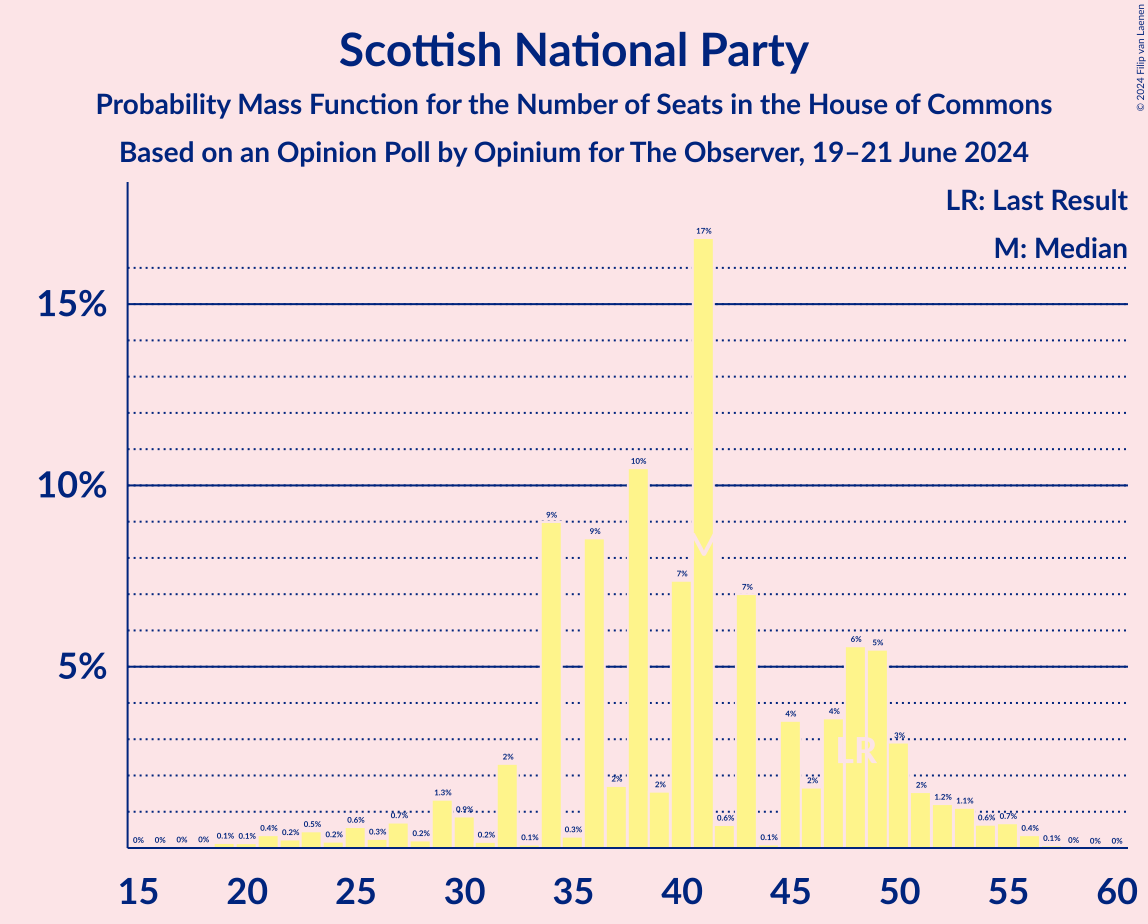 Scottish National Party
Probability Mass Function for the Number of Seats in the House of Commons
Based on an Opinion Poll by Opinium for The Observer, 19–21 June 2024
© 2024 Filip van Laenen
LR: Last Result
M: Median
15%
10%
5%
0% 0% 0% 0% 0.1% 0.1% 0.4% 0.2% 0.5% 0.2% 0.6% 0.3% 0.7% 0.2% 1.3% 0.9% 0.2% 2% 0.1% 9% 0.3% 9% 2% 10% 2% 7% 17% 0.6% 7% 0.1% 4% 2% 4% 6% 5% 3% 2% 1.2% 1.1% 0.6% 0.7% 0.4% 0.1% 0% 0% 0%
LR
15 20 25 30 35 40 45 50 55 60